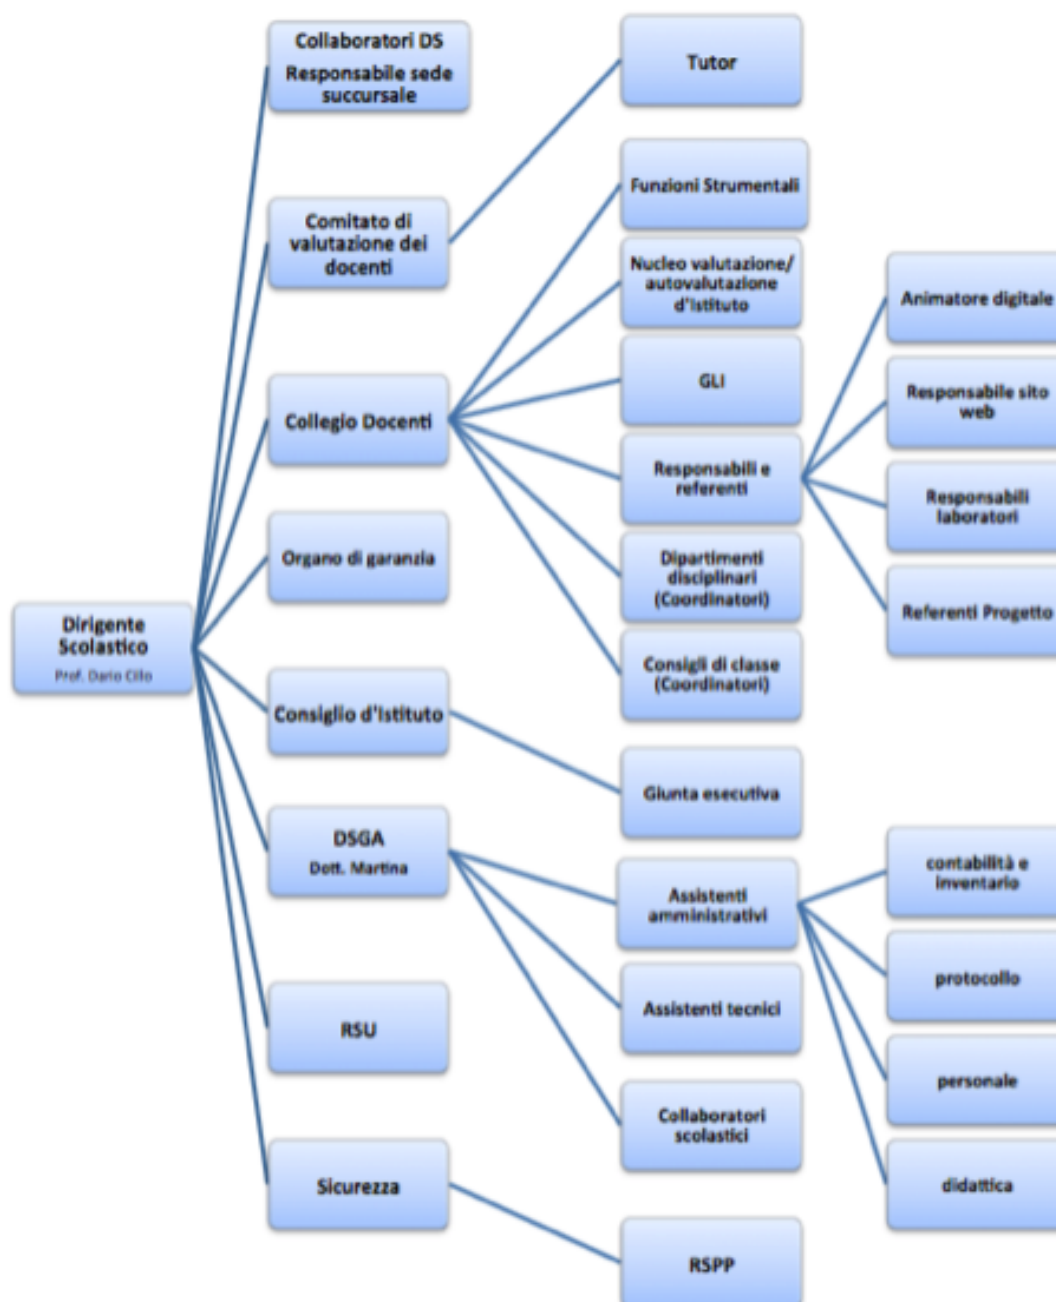 Collaboratori DS
Responsabile sede
succursale
Tutor
Comitato di
valutazione dei
docenti
Funzioni Strumentali
Nucleo valutazione/
autovalutazione
d'Istituto
Animatore digitale
GLI
Responsabile sito
web
Collegio Docenti
Responsabili e
referenti
Responsabili
laboratori
Organo di garanzia
Dipartimenti
disciplinari
(Coordinatori)
Referenti Progetto
Dirigente
Scolastico
Prof. Dario Cillo
Consigli di classe
(Coordinatori)
Consiglio d'Istituto
Giunta esecutiva
DSGA
Dott. Martina
contabilità e
inventario
Assistenti
amministrativi
protocollo
Assistenti tecnici
RSU
personale
Collaboratori
scolastici
Sicurezza
didattica
RSPP